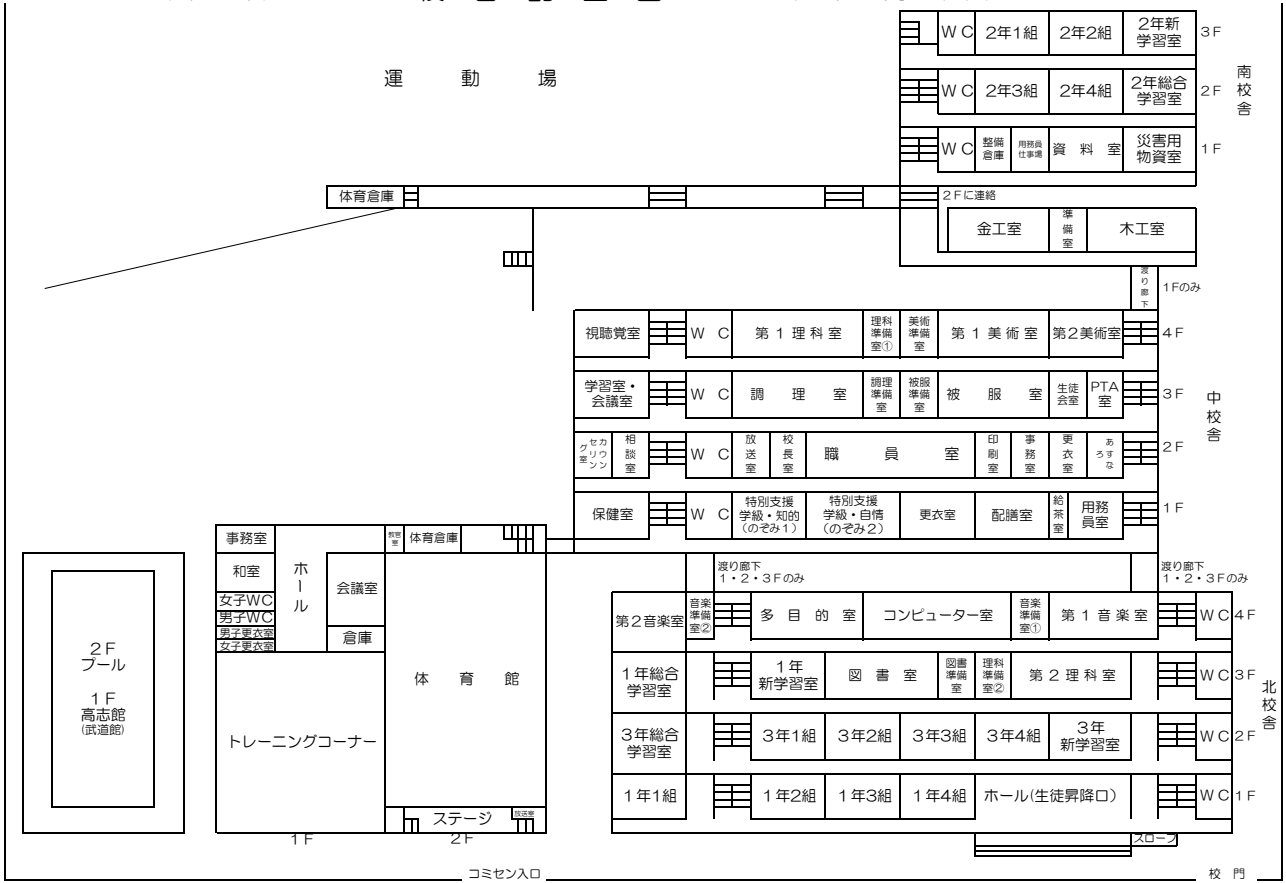 運 動 場
WC 2年1組 2年2組 2年新
学習室
3F
WC 2年3組 2年4組 2年総合
学習室
2F
南校舎
WC 整備
倉庫
用務員
仕事場
資 料 室
災害用
物資室
1F
体育倉庫
2Fに連絡
金工室
準備室
木工室
渡り廊下
1Fのみ
視聴覚室
WC
第1理科室
理科
準備
室①
美術
準備
室
第1美術室
第2美術室
4F
学習室・
会議室
WC
調 理 室
調理
準備
室
被服
準備
室
被 服 室
生徒
会室
PTA
室
3F
中校舎
カウン
セリン
グ室
相談室
WC
放送室
校長室
職 員 室
印刷室
事務室
更衣室
あすな
ろ
2F
保健室
WC
特別支援
学級・知的
(のぞみ1)
特別支援
学級・自情
(のぞみ2)
更衣室
配膳室
給茶室
用務
員室
1F
渡り廊下
1・2・3Fのみ
渡り廊下
1・2・3Fのみ
事務室
和室
女子WC
男子WC
男子更衣室
女子更衣室
ホール
会議室
倉庫
体育倉庫
体 育 館
トレーニングコーナー
ステージ
放送室
1F
2F
2F
プール
1F
高志館
(武道館)
第2音楽室
音楽
準備
室②
多 目 的 室
コンピューター室
音楽
準備
室①
第1音楽室
WC
4F
1年総合
学習室
1年
新学習室
図 書 室
図書
準備
室
理科
準備
室②
第2理科室
WC
3F
北校舎
3年総合
学習室
3年1組
3年2組
3年3組
3年4組
3年
新学習室
WC
2F
1年1組
1年2組
1年3組
1年4組
ホール(生徒昇降口)
WC
1F
スロープ
コミセン入口
校 門